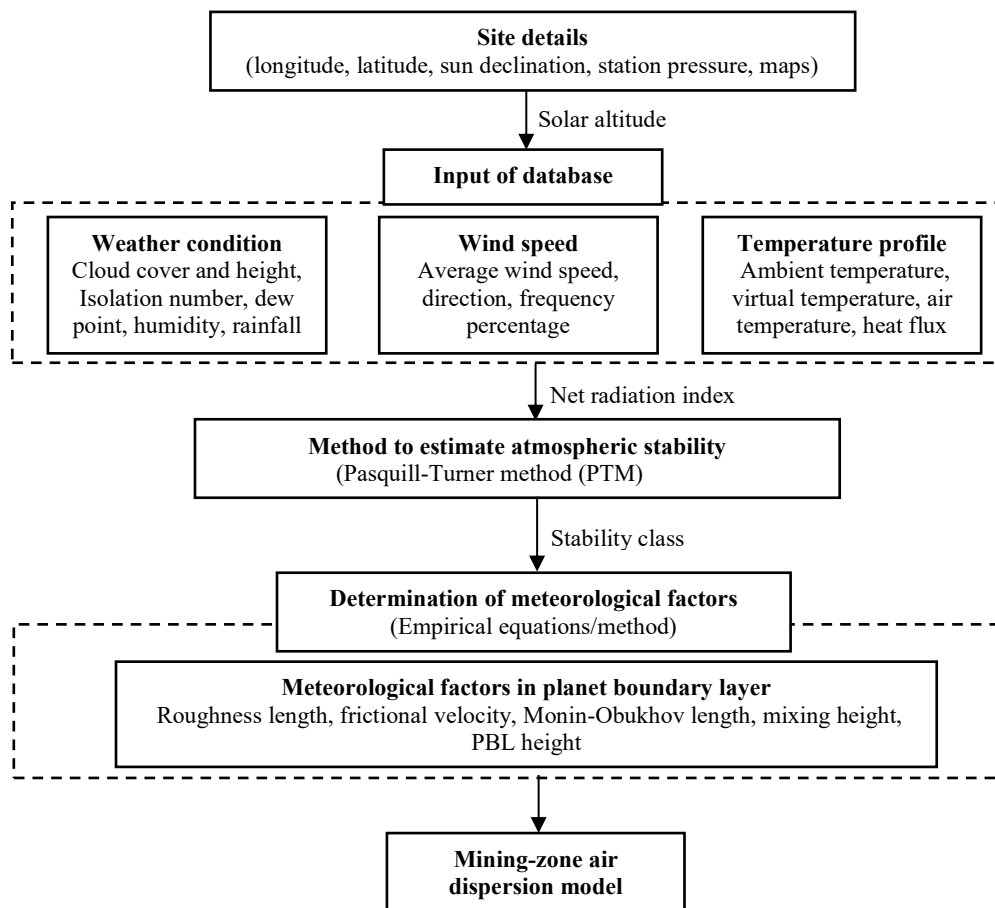 Site details
(longitude, latitude, sun declination, station pressure, maps)
Solar altitude
Input of database
Weather condition
Cloud cover and height,
Isolation number, dew
point, humidity, rainfall
Wind speed
Average wind speed,
direction, frequency
percentage
Temperature profile
Ambient temperature,
virtual temperature, air
temperature, heat flux
Net radiation index
Method to estimate atmospheric stability
(Pasquill-Turner method (PTM)
Stability class
Determination of meteorological factors
(Empirical equations/method)
Meteorological factors in planet boundary layer
Roughness length, frictional velocity, Monin-Obukhov length, mixing height,
PBL height
Mining-zone air
dispersion model